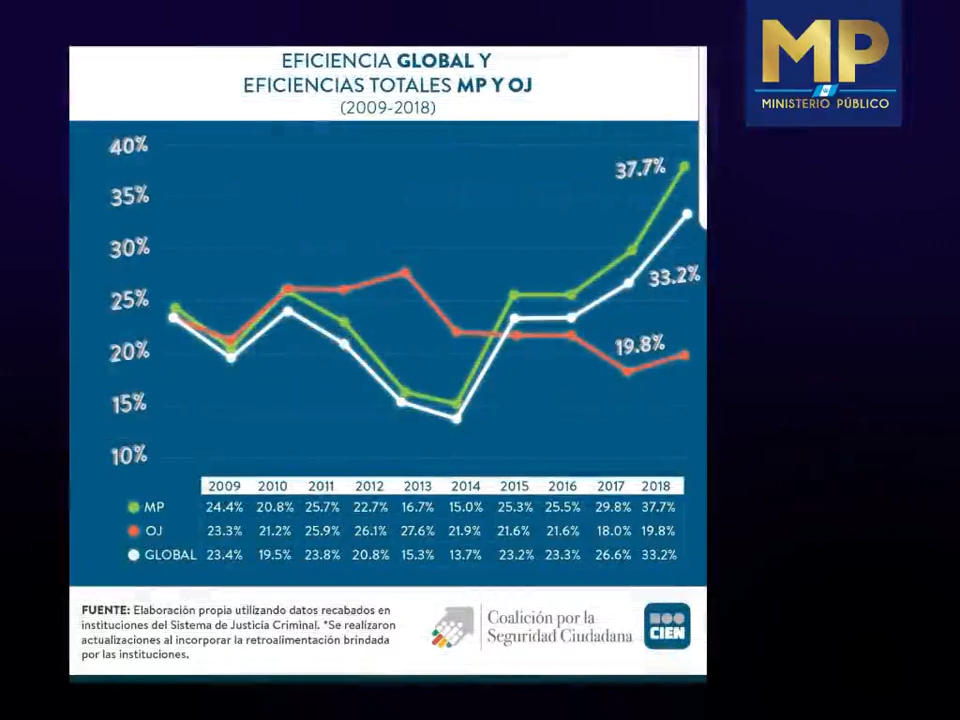 MP
MINISTERIO PÚBLICO
EFICIENCIA GLOBAL Y
EFICIENCIAS TOTALES MP Y OJ
(2009-2018)
40%
35%
30%
25%
20%
15%
10%
37.7%
33.2%
19.8%
2009 2010 2011 2012 2013 2014 2015 2016 2017 2018
MP 24.4% 20.8% 25.7% 22.7% 16.7% 15.0% 25.3% 25.5% 29.8% 37.7%
OJ 23.3% 21.2% 25.9% 26.1% 27.6% 21.9% 21.6% 21.6% 18.0% 19.8%
GLOBAL 23.4% 19.5% 23.8% 20.8% 15.3% 13.7% 23.2% 23.3% 26.6% 33.2%
FUENTE: Elaboración propia utilizando datos recabados en
instituciones del Sistema de Justicia Criminal. *Se realizaron
actualizaciones al incorporar la retroalimentación brindada
por las instituciones.
Coalición por la
Seguridad Ciudadana
CIEN